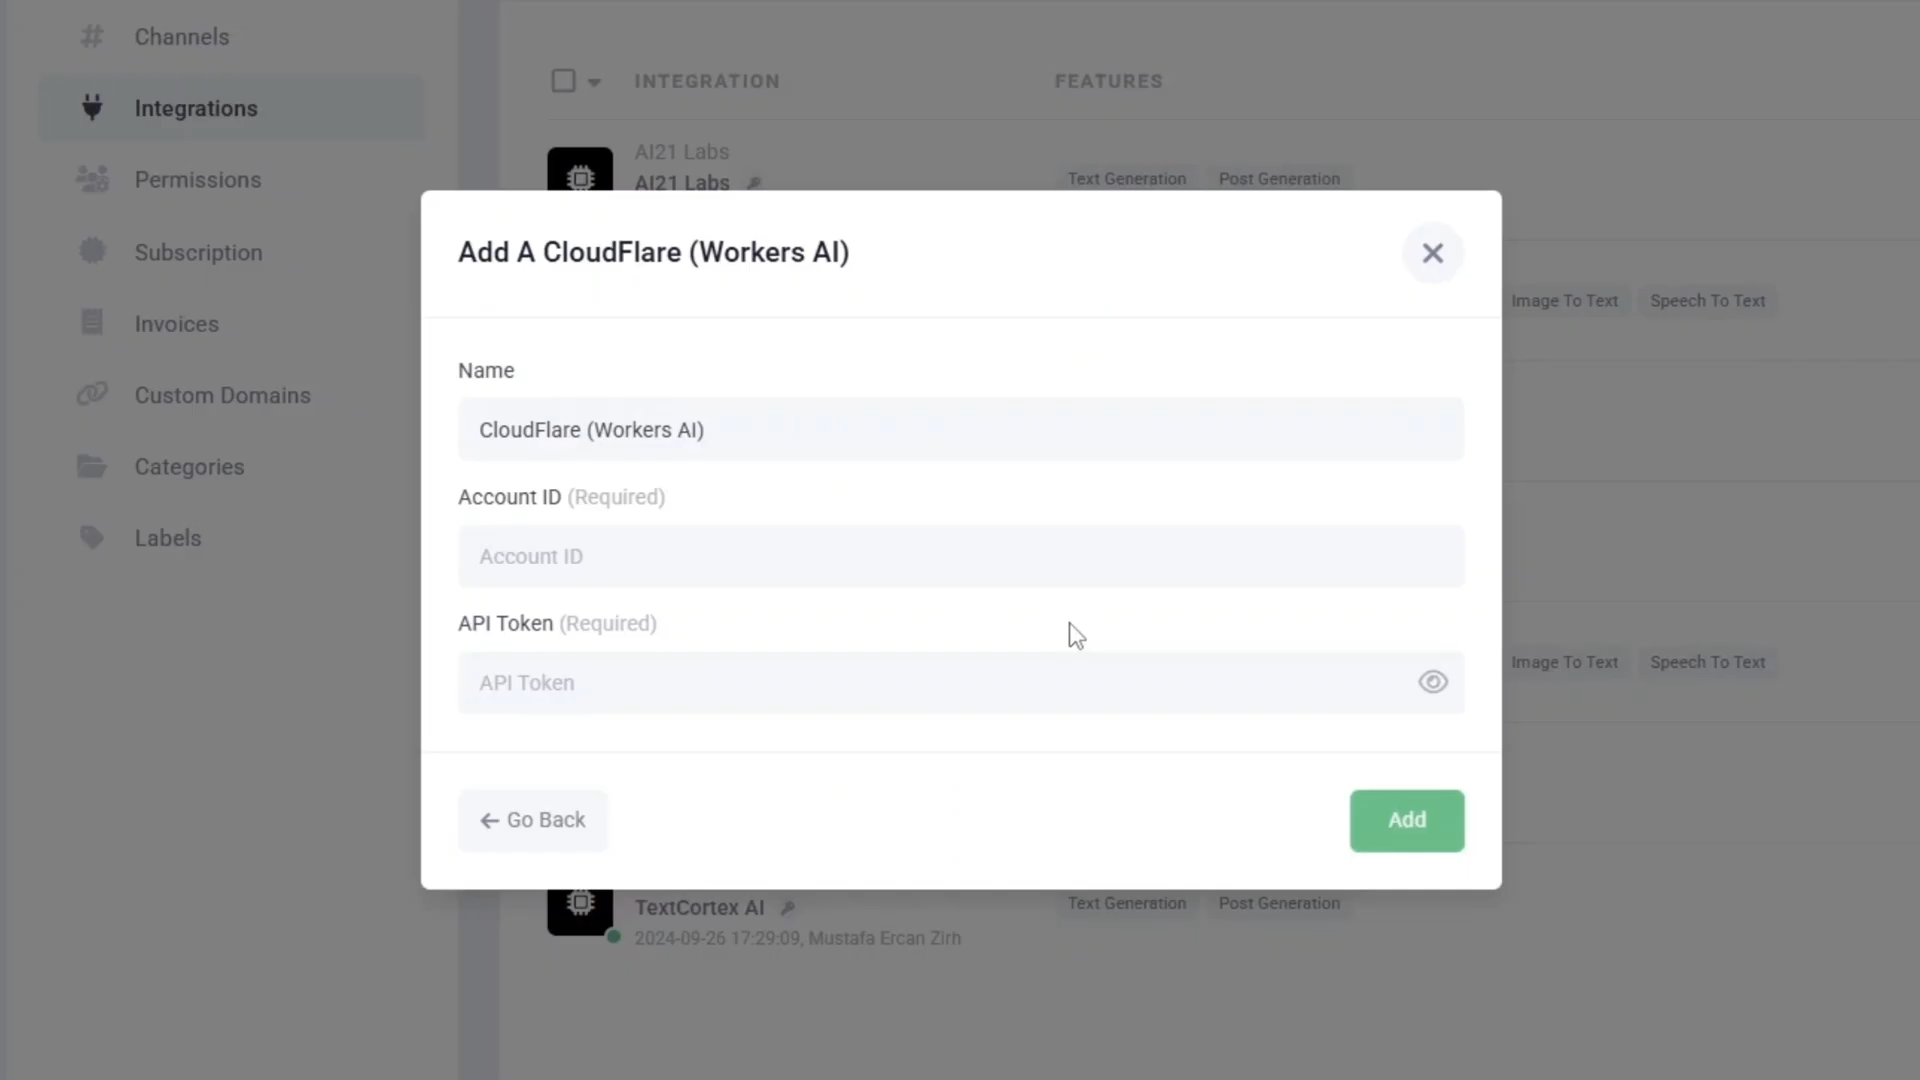 Channels
Integrations
Permissions
Subscription
Invoices
Custom Domains
Categories
Labels
INTEGRATION FEATURES
AI21 Labs
AI21 Labs
Text Generation Post Generation
Add A CloudFlare (Workers AI)
Image To Text Speech To Text
Name
CloudFlare (Workers AI)
Account ID (Required)
Account ID
API Token (Required)
API Token
Image To Text Speech To Text
Go Back
Add
TextCortex AI
Text Generation Post Generation
2024-09-26 17:29:09, Mustafa Ercan Zirh